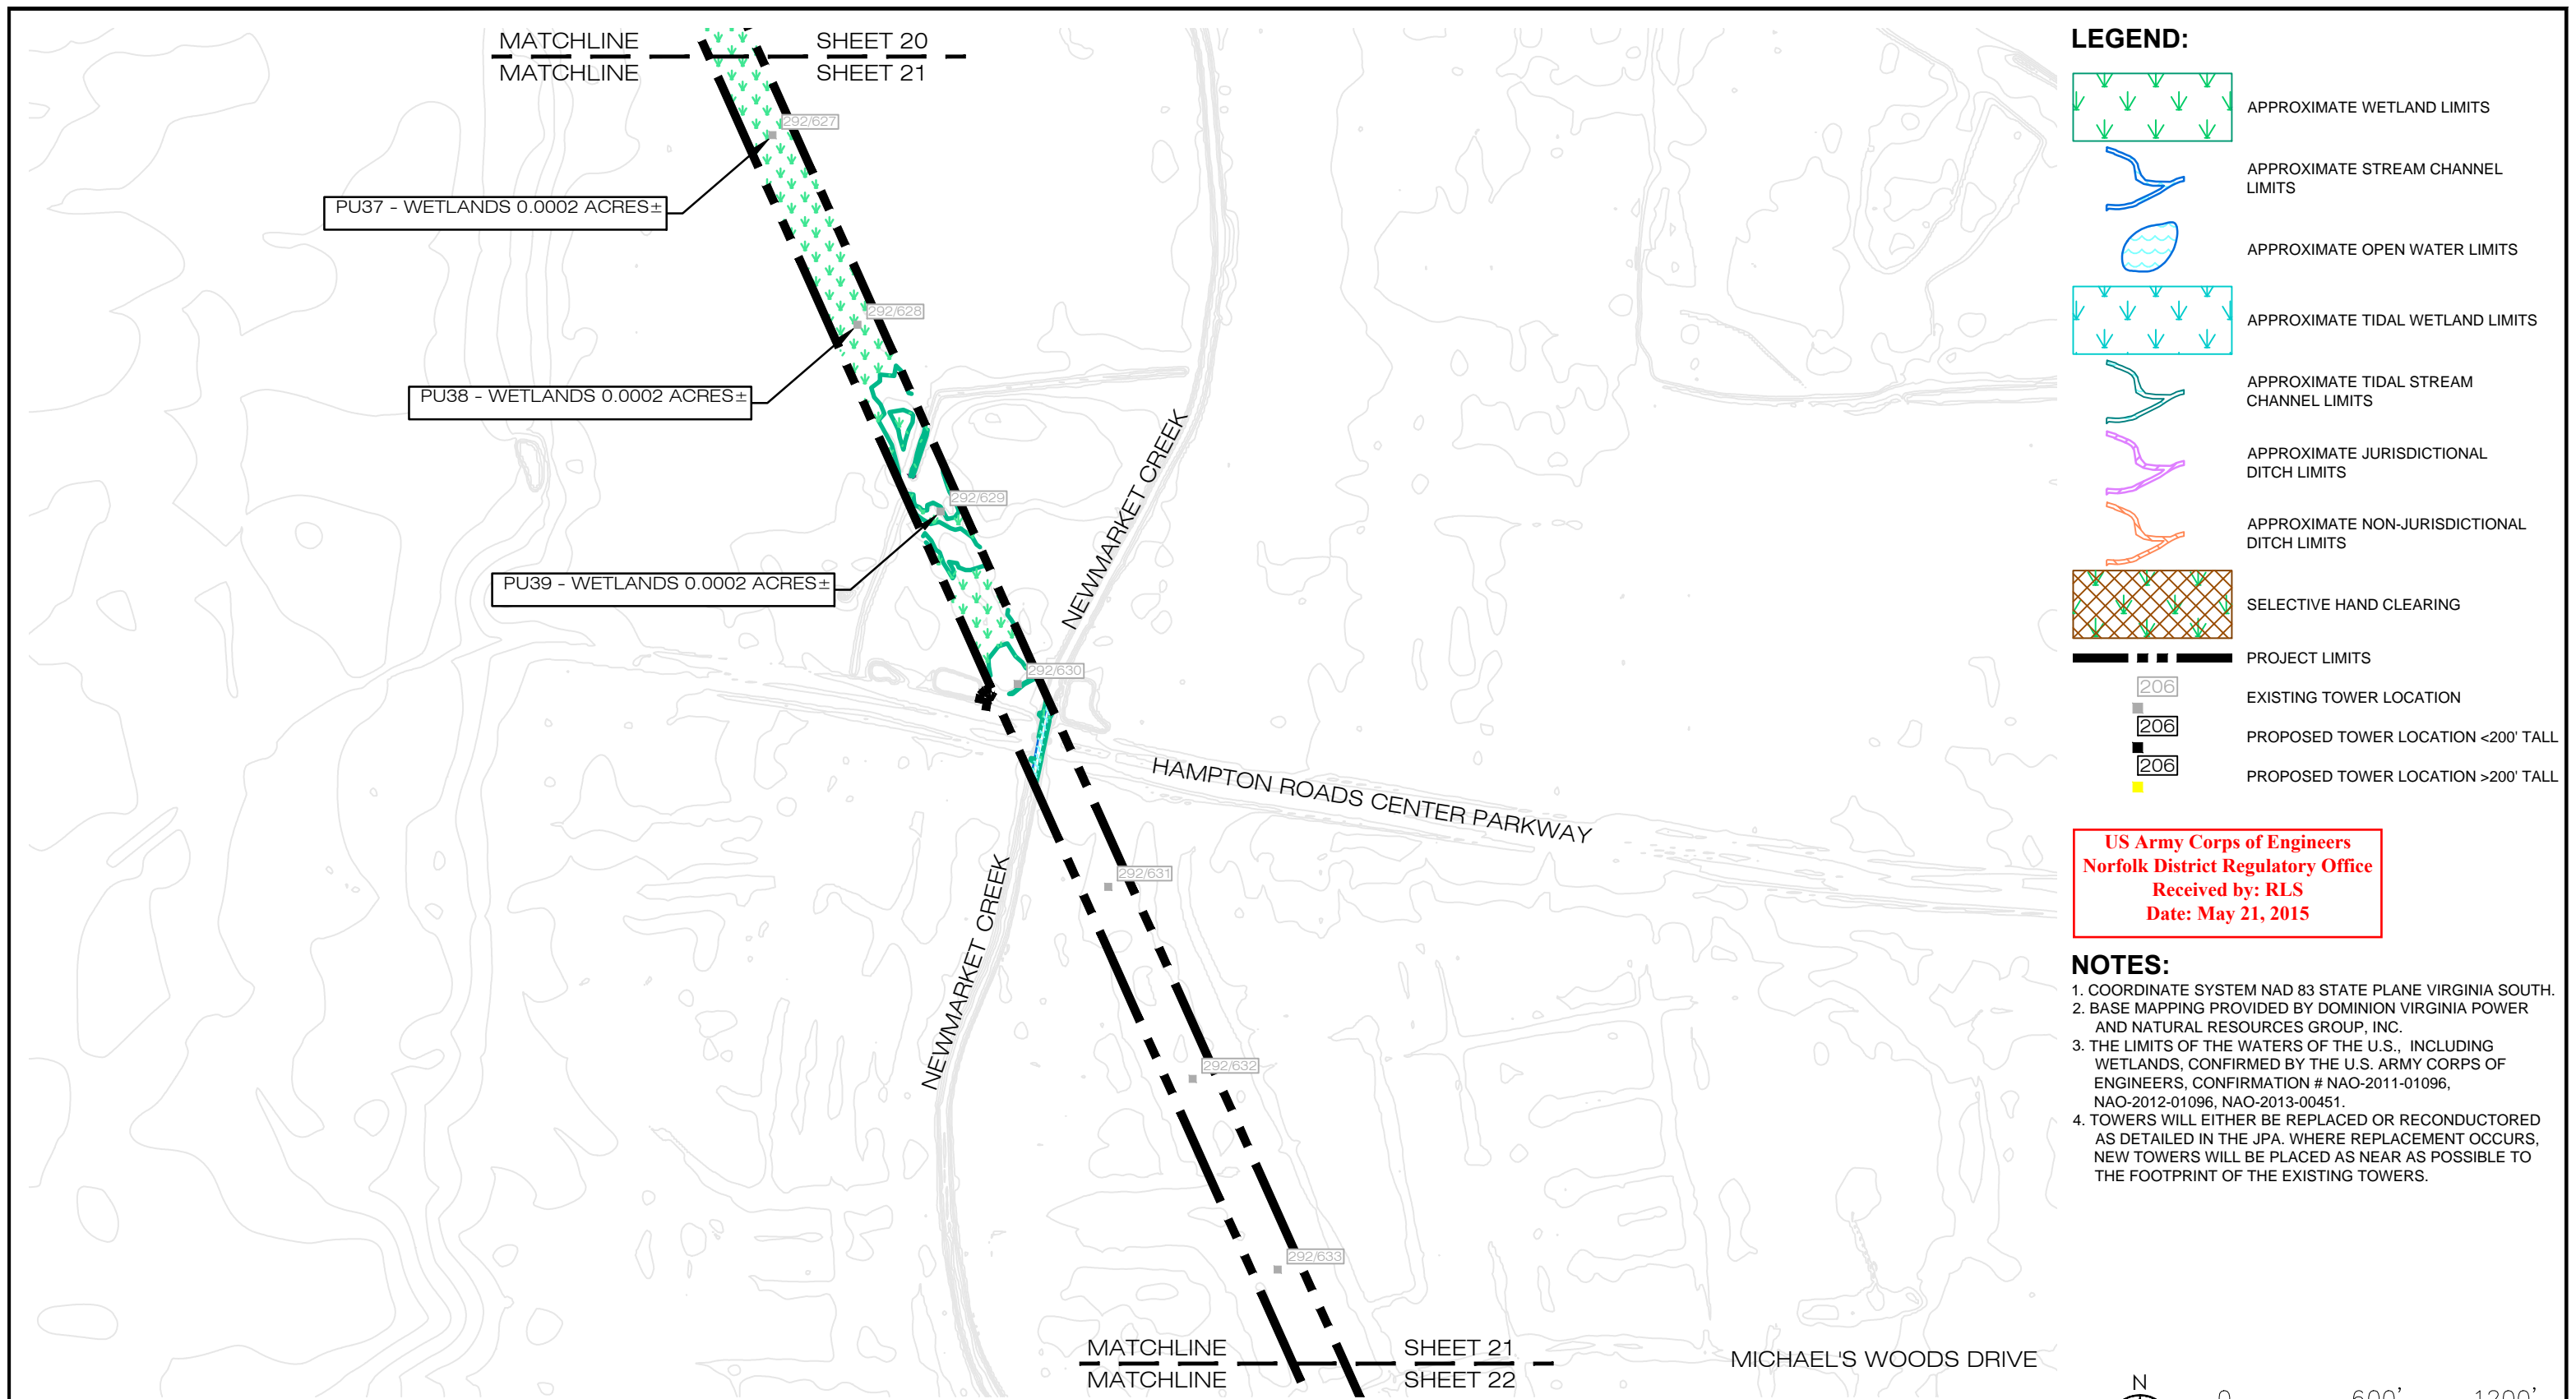 MATCHLINE SHEET 20
MATCHLINE SHEET 21
292/627
PU37 - WETLANDS 0.0002 ACRES±
292/628
PU38 - WETLANDS 0.0002 ACRES±
292/629
PU39 - WETLANDS 0.0002 ACRES±
NEWMARKET CREEK
292/630
HAMPTON ROADS CENTER PARKWAY
292/631
NEWMARKET CREEK
292/632
292/633
MATCHLINE SHEET 21
MATCHLINE SHEET 22
MICHAEL'S WOODS DRIVE
LEGEND:
APPROXIMATE WETLAND LIMITS
APPROXIMATE STREAM CHANNEL
LIMITS
APPROXIMATE OPEN WATER LIMITS
APPROXIMATE TIDAL WETLAND LIMITS
APPROXIMATE TIDAL STREAM
CHANNEL LIMITS
APPROXIMATE JURISDICTIONAL
DITCH LIMITS
APPROXIMATE NON-JURISDICTIONAL
DITCH LIMITS
SELECTIVE HAND CLEARING
PROJECT LIMITS
206 EXISTING TOWER LOCATION
206 PROPOSED TOWER LOCATION <200' TALL
206 PROPOSED TOWER LOCATION >200' TALL
US Army Corps of Engineers
Norfolk District Regulatory Office
Received by: RLS
Date: May 21, 2015
NOTES:
1. COORDINATE SYSTEM NAD 83 STATE PLANE VIRGINIA SOUTH.
2. BASE MAPPING PROVIDED BY DOMINION VIRGINIA POWER
AND NATURAL RESOURCES GROUP, INC.
3. THE LIMITS OF THE WATERS OF THE U.S., INCLUDING
WETLANDS, CONFIRMED BY THE U.S. ARMY CORPS OF
ENGINEERS, CONFIRMATION # NAO-2011-01096,
NAO-2012-01096, NAO-2013-00451.
4. TOWERS WILL EITHER BE REPLACED OR RECONDUCTORED
AS DETAILED IN THE JPA. WHERE REPLACEMENT OCCURS,
NEW TOWERS WILL BE PLACED AS NEAR AS POSSIBLE TO
THE FOOTPRINT OF THE EXISTING TOWERS.
N
0 600' 1200'